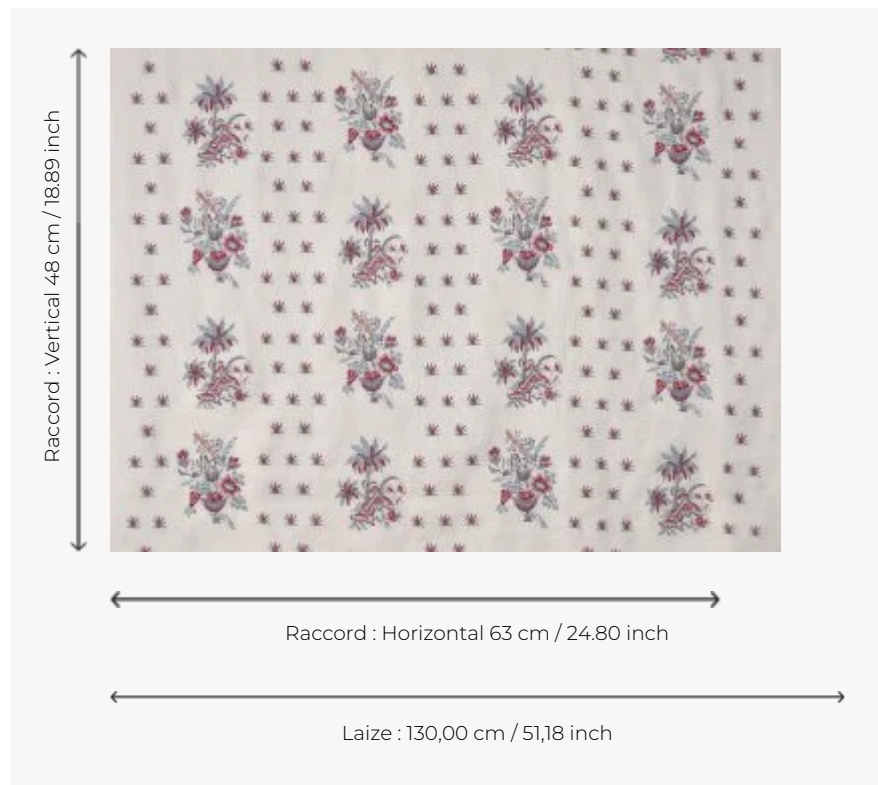 Raccord : Vertical 48 cm / 18.89 inch
Raccord : Horizontal 63 cm / 24.80 inch
Laize : 130,00 cm / 51,18 inch